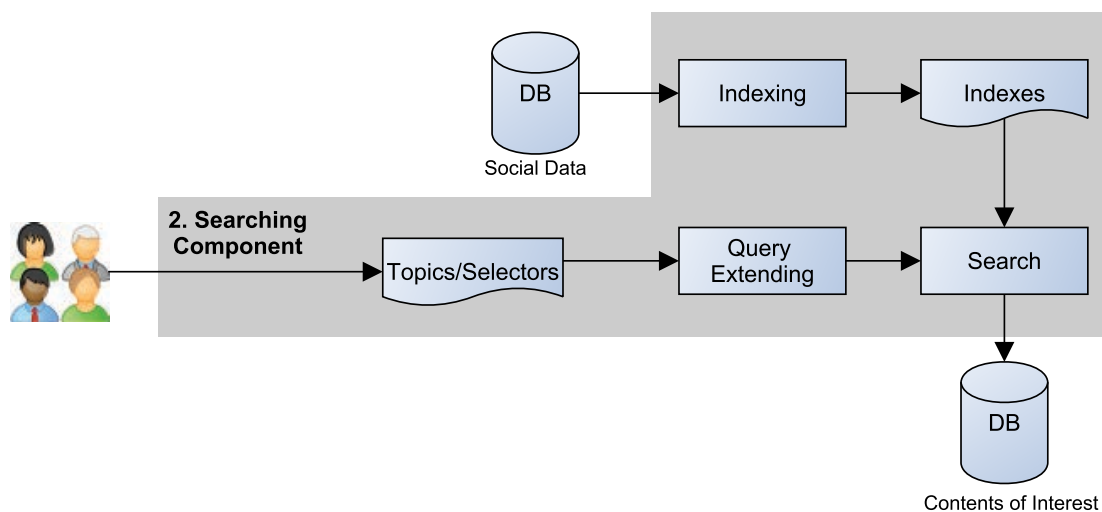 DB
Social Data
Indexing
Indexes
2. Searching
Component
Topics/Selectors
Query
Extending
Search
DB
Contents of Interest